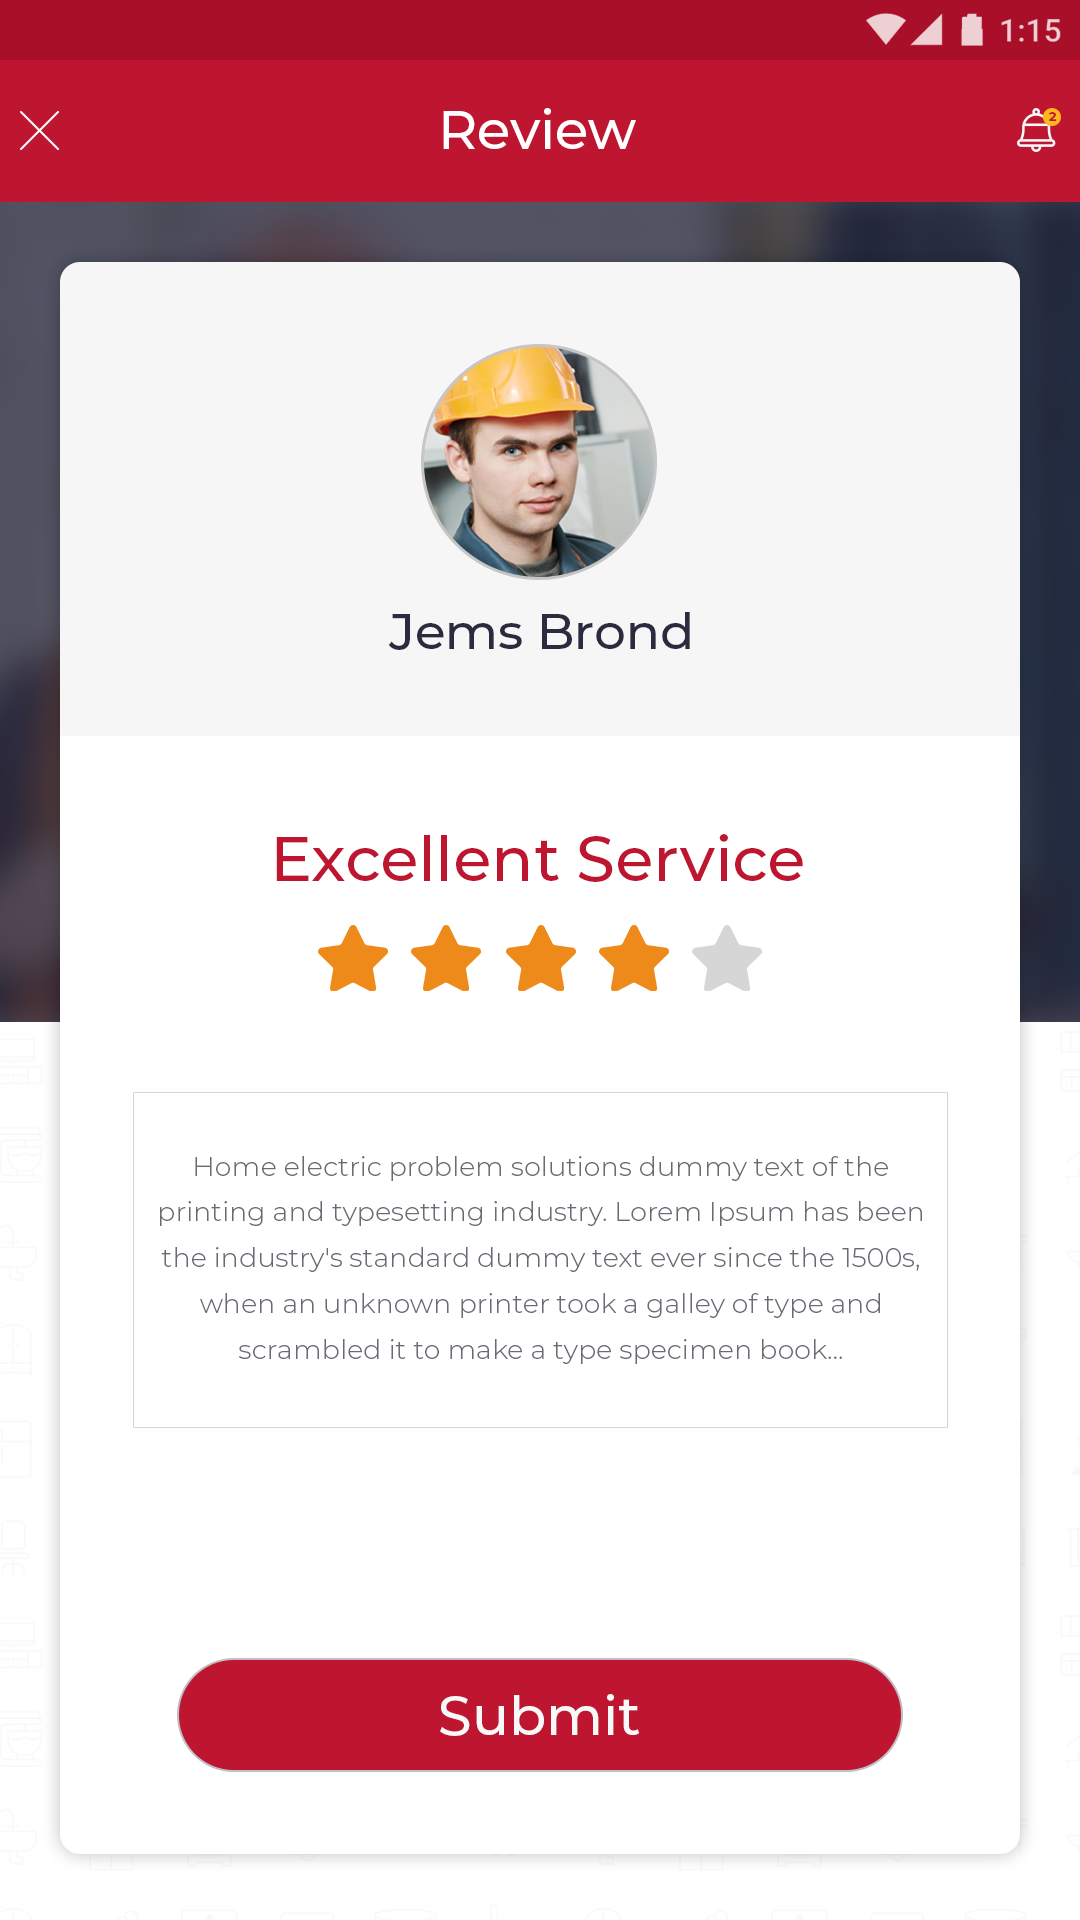 1:15
Review
2
Jems Brond
Excellent Service
Home electric problem solutions dummy text of the
printing and typesetting industry. Lorem Ipsum has been
the industry's standard dummy text ever since the 1500s,
when an unknown printer took a galley of type and
scrambled it to make a type specimen book...
Submit